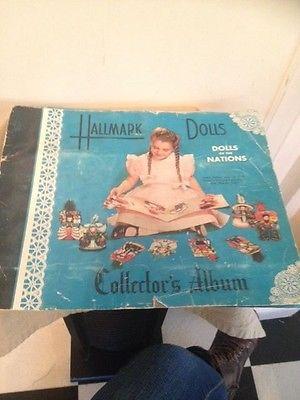 HALLMARK DOLLS
DOLLS
OF THE
NATIONS
Collector's Album